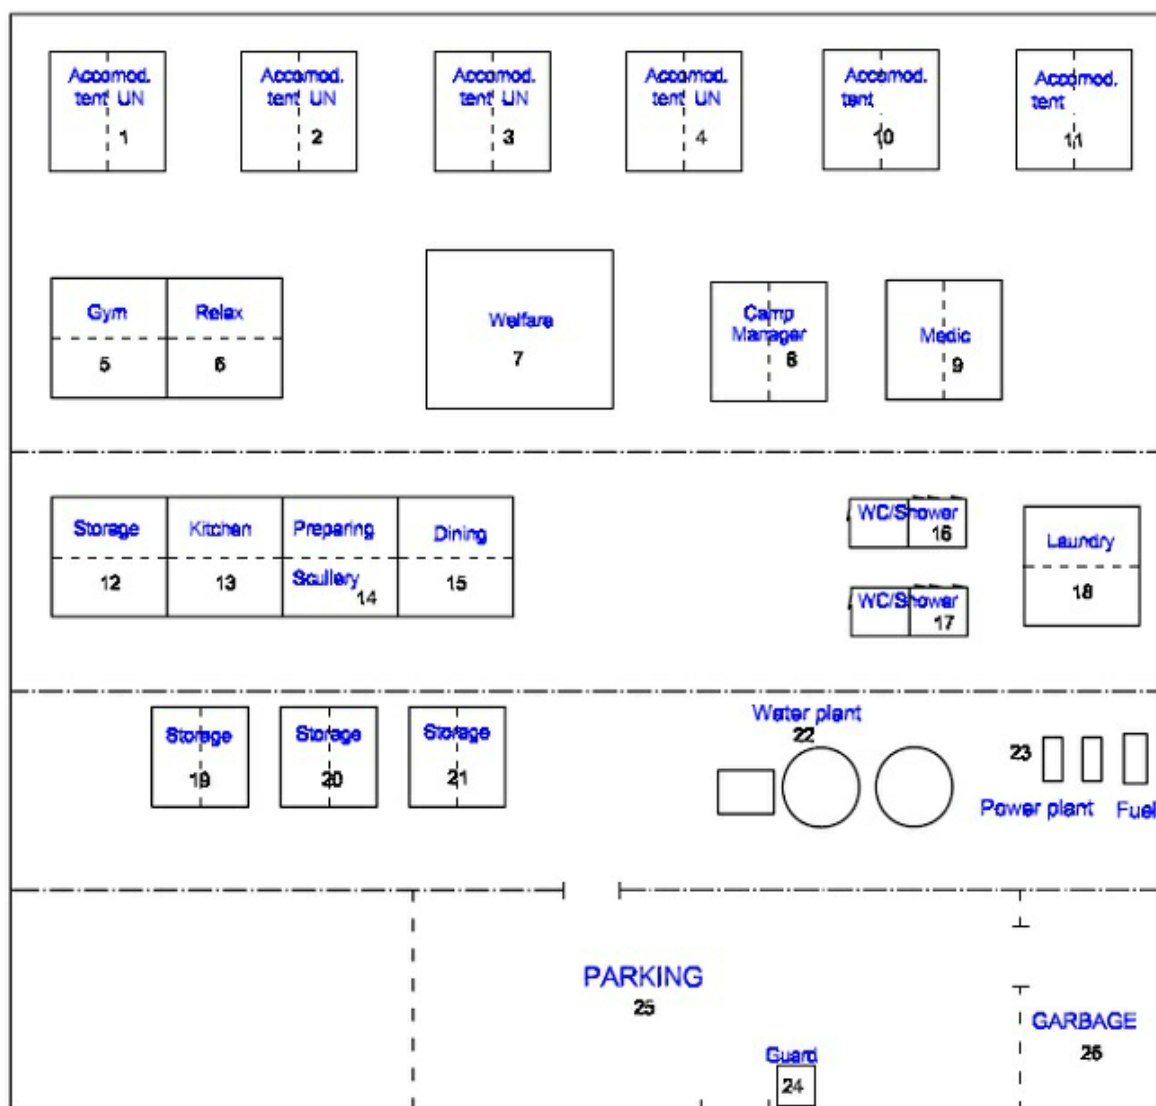 Accomod.
tent UN
1
Accomod.
tent UN
2
Accomod.
tent UN
3
Accomod.
tent UN
4
Accomod.
tent
10
Accomod.
tent
11
Gym
5
Relax
6
Welfare
7
Camp
Manager
8
Medic
9
Storage
12
Kitchen
13
Preparing
Scullery
14
Dining
15
WC/Shower
16
WC/Shower
17
Laundry
18
Storage
19
Storage
20
Storage
21
Water plant
22
23
Power plant
Fuel
PARKING
25
GARBAGE
26
Guard
24